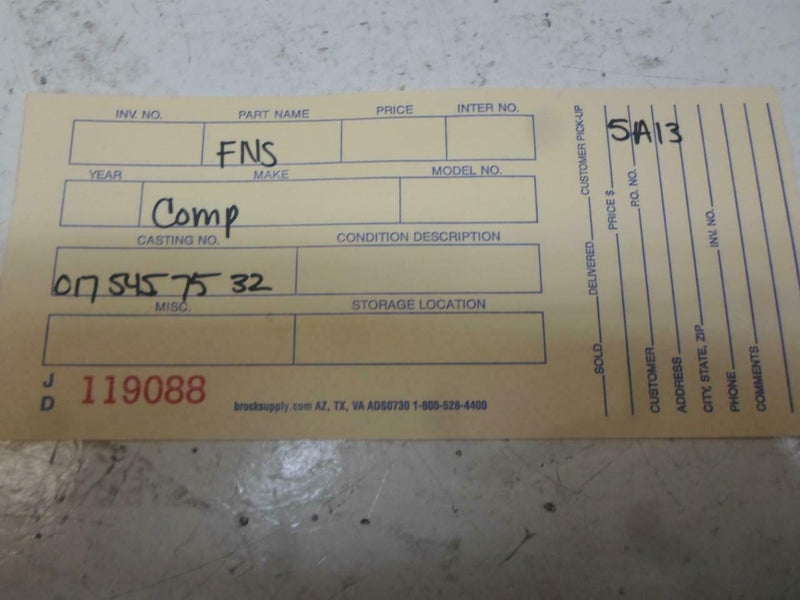 INV. NO. PART NAME PRICE INTER NO.
FNS
YEAR MAKE MODEL NO.
Comp
CASTING NO. CONDITION DESCRIPTION
017 545 75 32
MISC. STORAGE LOCATION
J D 119088
brocksupply.com AZ, TX, VA ADS0730 1-800-528-4400
SOLD DELIVERED CUSTOMER PICK-UP
PRICE $
P.O. NO.
5A13
CUSTOMER
ADDRESS
CITY, STATE, ZIP INV. NO.
PHONE
COMMENTS